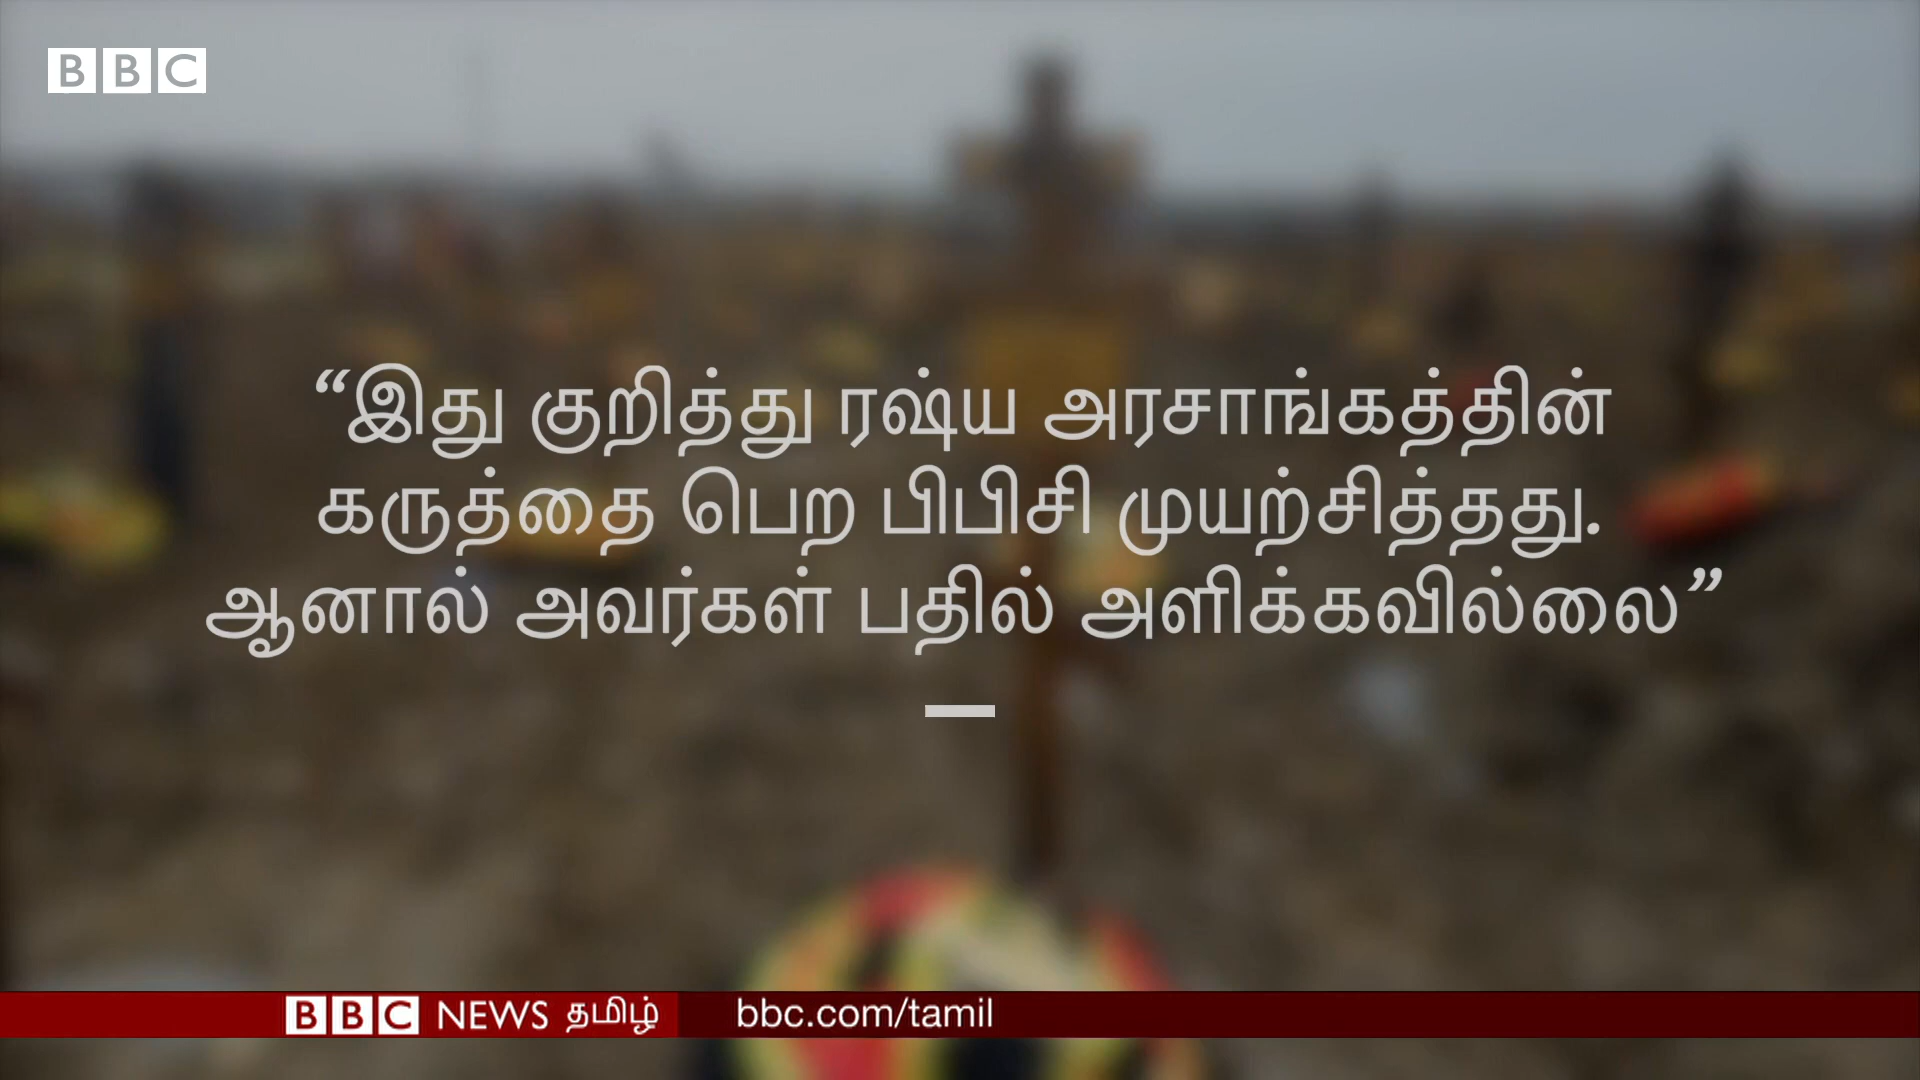 BBC
“இது குறித்து ரஷ்ய அரசாங்கத்தின்
கருத்தை பெற பிபிசி முயற்சித்தது.
ஆனால் அவர்கள் பதில் அளிக்கவில்லை”
BBC NEWS தமிழ் bbc.com/tamil